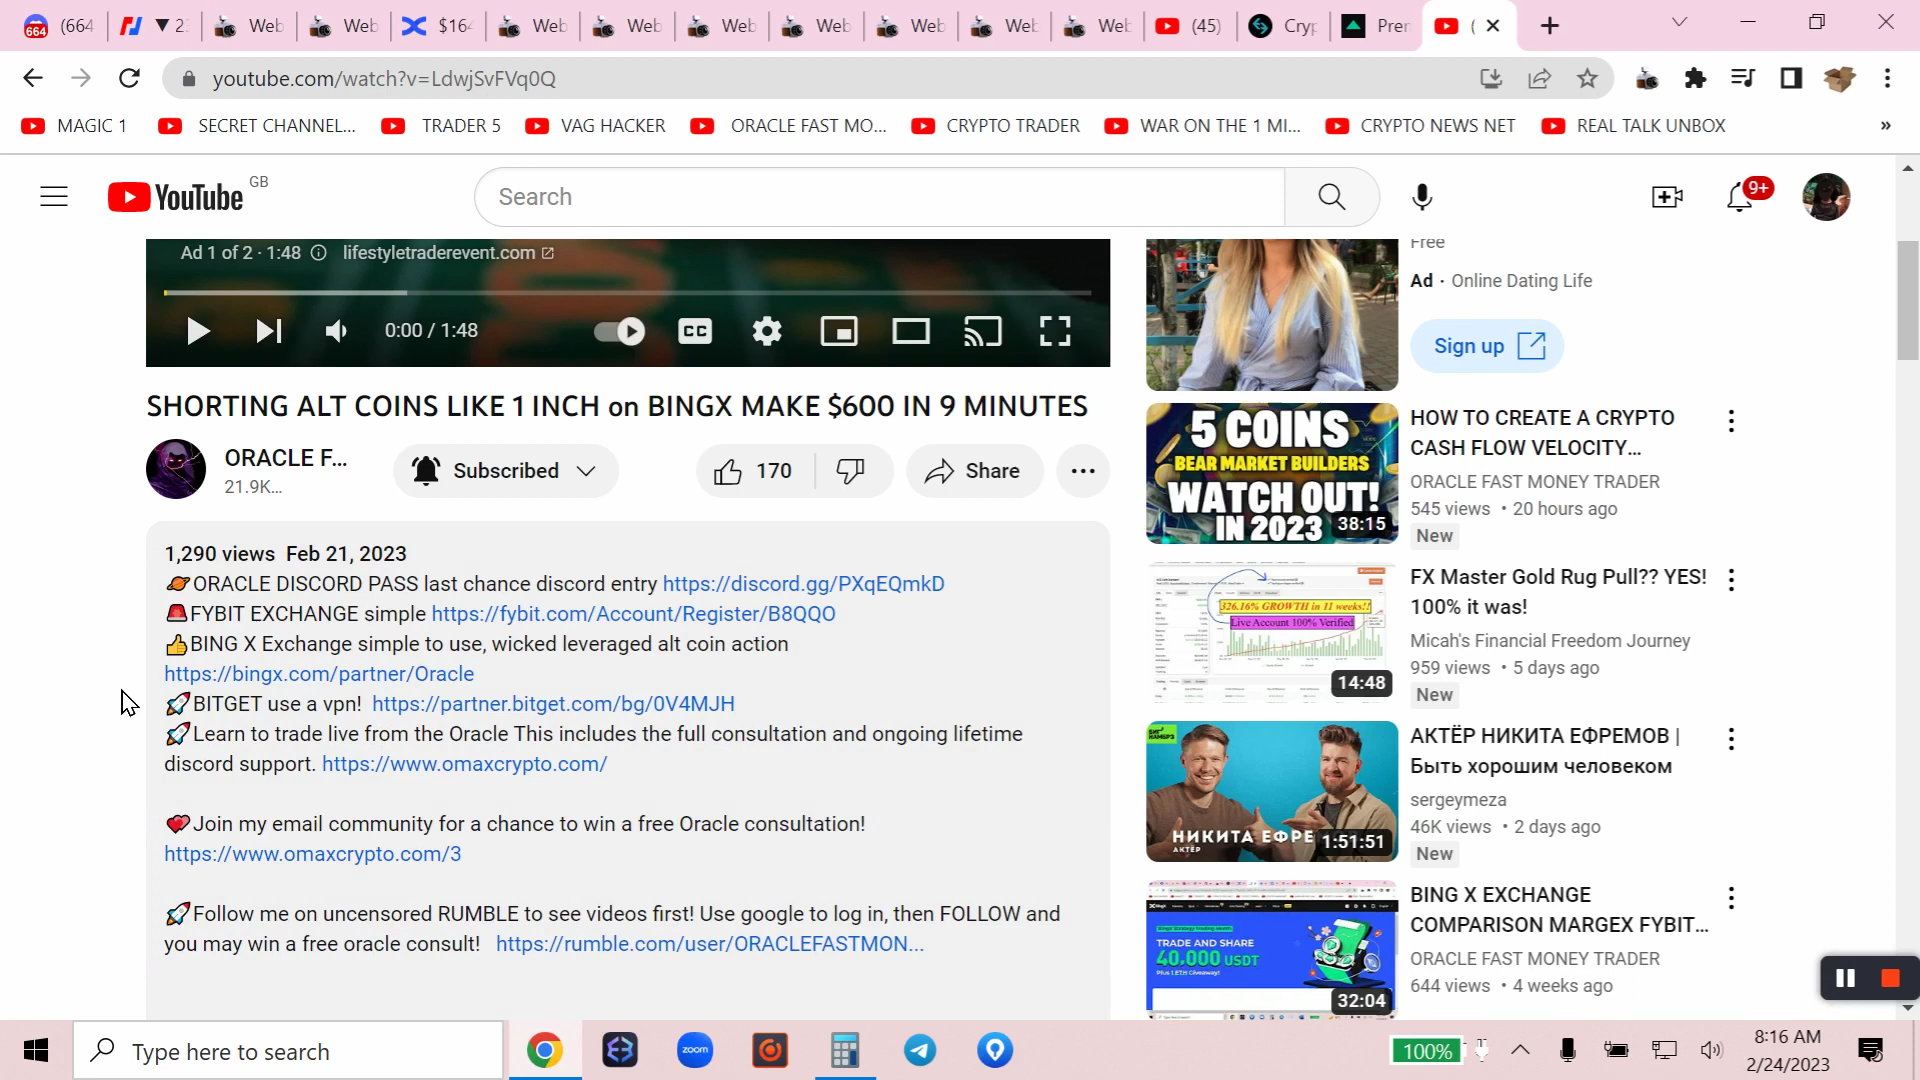 664
(664
23
Web
Web
$164
Web
Web
Web
Web
Web
Web
Web
(45)
Cryp
Pren
(
youtube.com/watch?v=LdwjSvFVq0Q
MAGIC 1
SECRET CHANNEL...
TRADER 5
VAG HACKER
ORACLE FAST MO...
CRYPTO TRADER
WAR ON THE 1 MI...
CRYPTO NEWS NET
REAL TALK UNBOX
»
YouTube
GB
Search
9+
Ad 1 of 2 · 1:48
lifestyletraderevent.com
0:00 / 1:48
CC
SHORTING ALT COINS LIKE 1 INCH on BINGX MAKE $600 IN 9 MINUTES
ORACLE F...
21.9K...
Subscribed
170
Share
1,290 views Feb 21, 2023
ORACLE DISCORD PASS last chance discord entry https://discord.gg/PXqEQmkD
FYBIT EXCHANGE simple https://fybit.com/Account/Register/B8QQO
BING X Exchange simple to use, wicked leveraged alt coin action
https://bingx.com/partner/Oracle
BITGET use a vpn! https://partner.bitget.com/bg/0V4MJH
Learn to trade live from the Oracle This includes the full consultation and ongoing lifetime
discord support. https://www.omaxcrypto.com/
Join my email community for a chance to win a free Oracle consultation!
https://www.omaxcrypto.com/3
Follow me on uncensored RUMBLE to see videos first! Use google to log in, then FOLLOW and
you may win a free oracle consult! https://rumble.com/user/ORACLEFASTMON...
Free
Ad · Online Dating Life
Sign up
5 COINS
BEAR MARKET BUILDERS
WATCH OUT!
IN 2023
38:15
HOW TO CREATE A CRYPTO
CASH FLOW VELOCITY...
ORACLE FAST MONEY TRADER
545 views • 20 hours ago
New
326.16% GROWTH in 11 weeks!!
Live Account 100% Verified
14:48
FX Master Gold Rug Pull?? YES!
100% it was!
Micah's Financial Freedom Journey
959 views • 5 days ago
New
НИКИТА ЕФРЕ
АКТЁР
1:51:51
АКТЁР НИКИТА ЕФРЕМОВ |
Быть хорошим человеком
sergeymeza
46K views • 2 days ago
New
TRADE AND SHARE
40,000 USDT
Plus 1 ETH Giveaway!
32:04
BING X EXCHANGE
COMPARISON MARGEX FYBIT...
ORACLE FAST MONEY TRADER
644 views • 4 weeks ago
Type here to search
zoom
100%
8:16 AM
2/24/2023